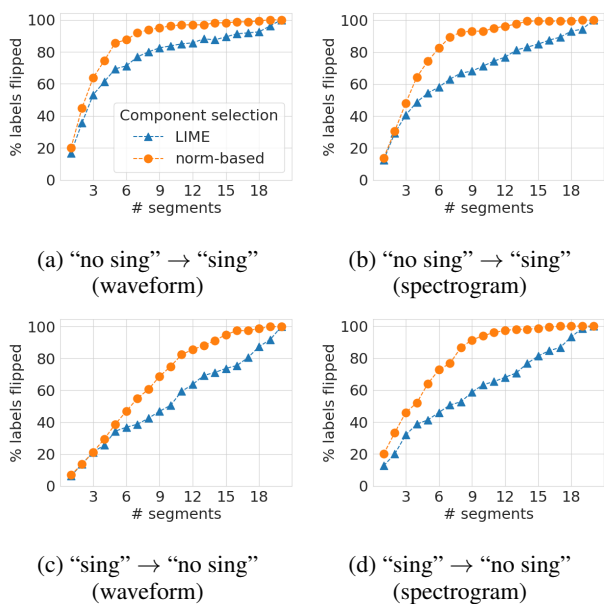 100
80
60
40
20
0
% labels flipped
Component selection
LIME
norm-based
3 6 9 12 15 18
# segments
100
80
60
40
20
0
% labels flipped
3 6 9 12 15 18
# segments
(a) “no sing” → “sing”
(waveform)
(b) “no sing” → “sing”
(spectrogram)
100
80
60
40
20
0
% labels flipped
3 6 9 12 15 18
# segments
100
80
60
40
20
0
% labels flipped
3 6 9 12 15 18
# segments
(c) “sing” → “no sing”
(waveform)
(d) “sing” → “no sing”
(spectrogram)